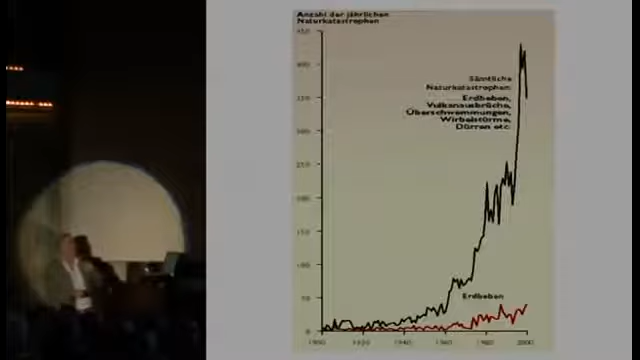 Anzahl der jährlichen
Naturkatastrophen
450
350
300
250
200
150
100
50
0
Sämtliche
Naturkatastrophen:
Erdbeben,
Vulkanausbrüche,
Überschwemmungen,
Wirbelstürme,
Dürren etc.
Erdbeben
1900
1920
1940
1960
1980
2000